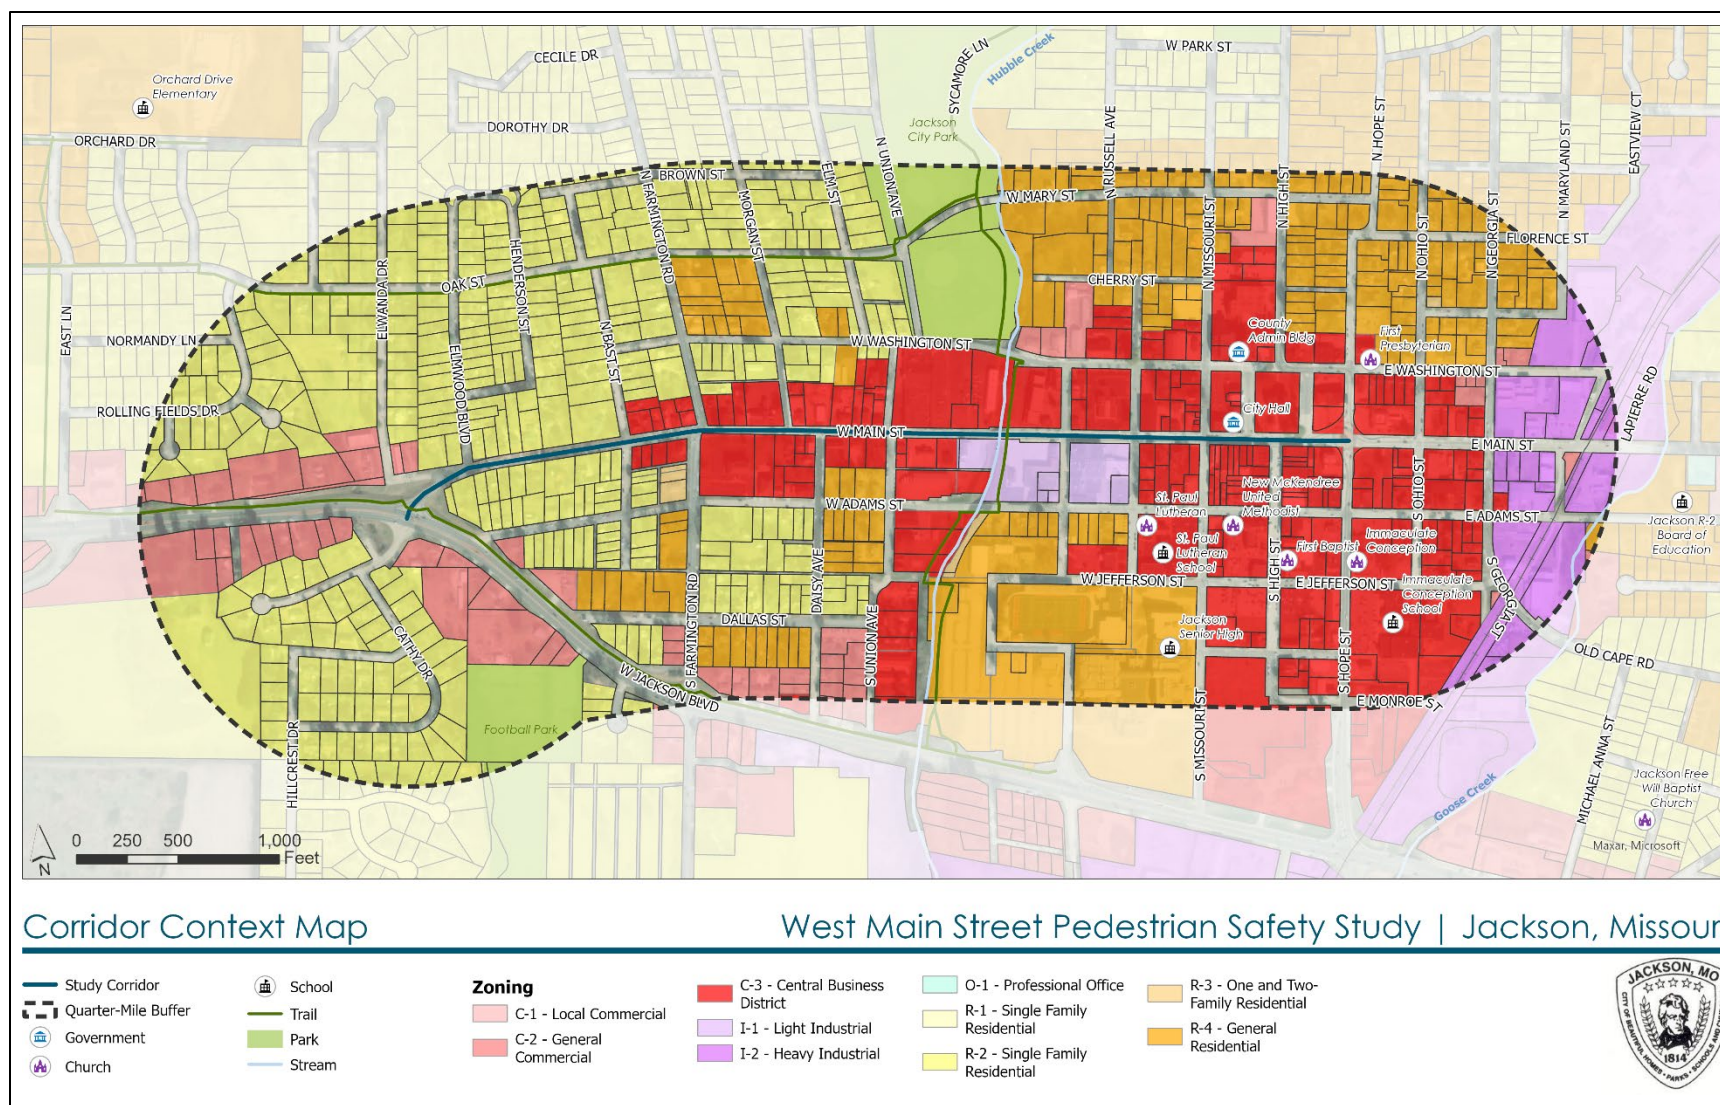 CECILE DR
SYCAMORE LN
Hubble Creek
W PARK ST
Orchard Drive
Elementary
ORCHARD DR
DOROTHY DR
Jackson
City Park
N UNION AVE
N RUSSELL AVE
N HOPE ST
N MARYLAND ST
EASTVIEW CT
BROWN ST
N FARMINGTON RD
MORGAN ST
ELM ST
W MARY ST
N MISSOURI ST
N HIGH ST
N OHIO ST
N GEORGIA ST
FLORENCE ST
EAST LN
ELWANDA DR
OAK ST
HENDERSON ST
CHERRY ST
NORMANDY LN
ELMWOOD BLVD
N BAST ST
W WASHINGTON ST
County
Admin Bldg
First
Presbyterian
E WASHINGTON ST
LAPIERRE RD
ROLLING FIELDS DR
City Hall
W MAIN ST
E MAIN ST
W ADAMS ST
St. Paul
Lutheran
New McKendree
United
Methodist
S OHIO ST
E ADAMS ST
Jackson R-2
Board of
Education
St. Paul
Lutheran
School
First Baptist
Immaculate
Conception
DAISY AVE
W JEFFERSON ST
S HIGH ST
E JEFFERSON ST
Immaculate
Conception
School
S GEORGIA ST
S FARMINGTON RD
DALLAS ST
S UNION AVE
Jackson
Senior High
S HOPE ST
OLD CAPE RD
CATHY DR
W JACKSON BLVD
E MONROE ST
HILLCREST DR
Football Park
S MISSOURI ST
MICHAEL ANNA ST
Goose Creek
Jackson Free
Will Baptist
Church
Maxar, Microsoft
N
0 250 500 1,000
Feet
Corridor Context Map
West Main Street Pedestrian Safety Study | Jackson, Missour
Study Corridor
Quarter-Mile Buffer
Government
Church
School
Trail
Park
Stream
Zoning
C-1 - Local Commercial
C-2 - General
Commercial
C-3 - Central Business
District
I-1 - Light Industrial
I-2 - Heavy Industrial
O-1 - Professional Office
R-1 - Single Family
Residential
R-2 - Single Family
Residential
R-3 - One and Two-
Family Residential
R-4 - General
Residential
JACKSON, MO
1814
CITY OF BEAUTIFUL HOMES • PARKS • SCHOOLS AND